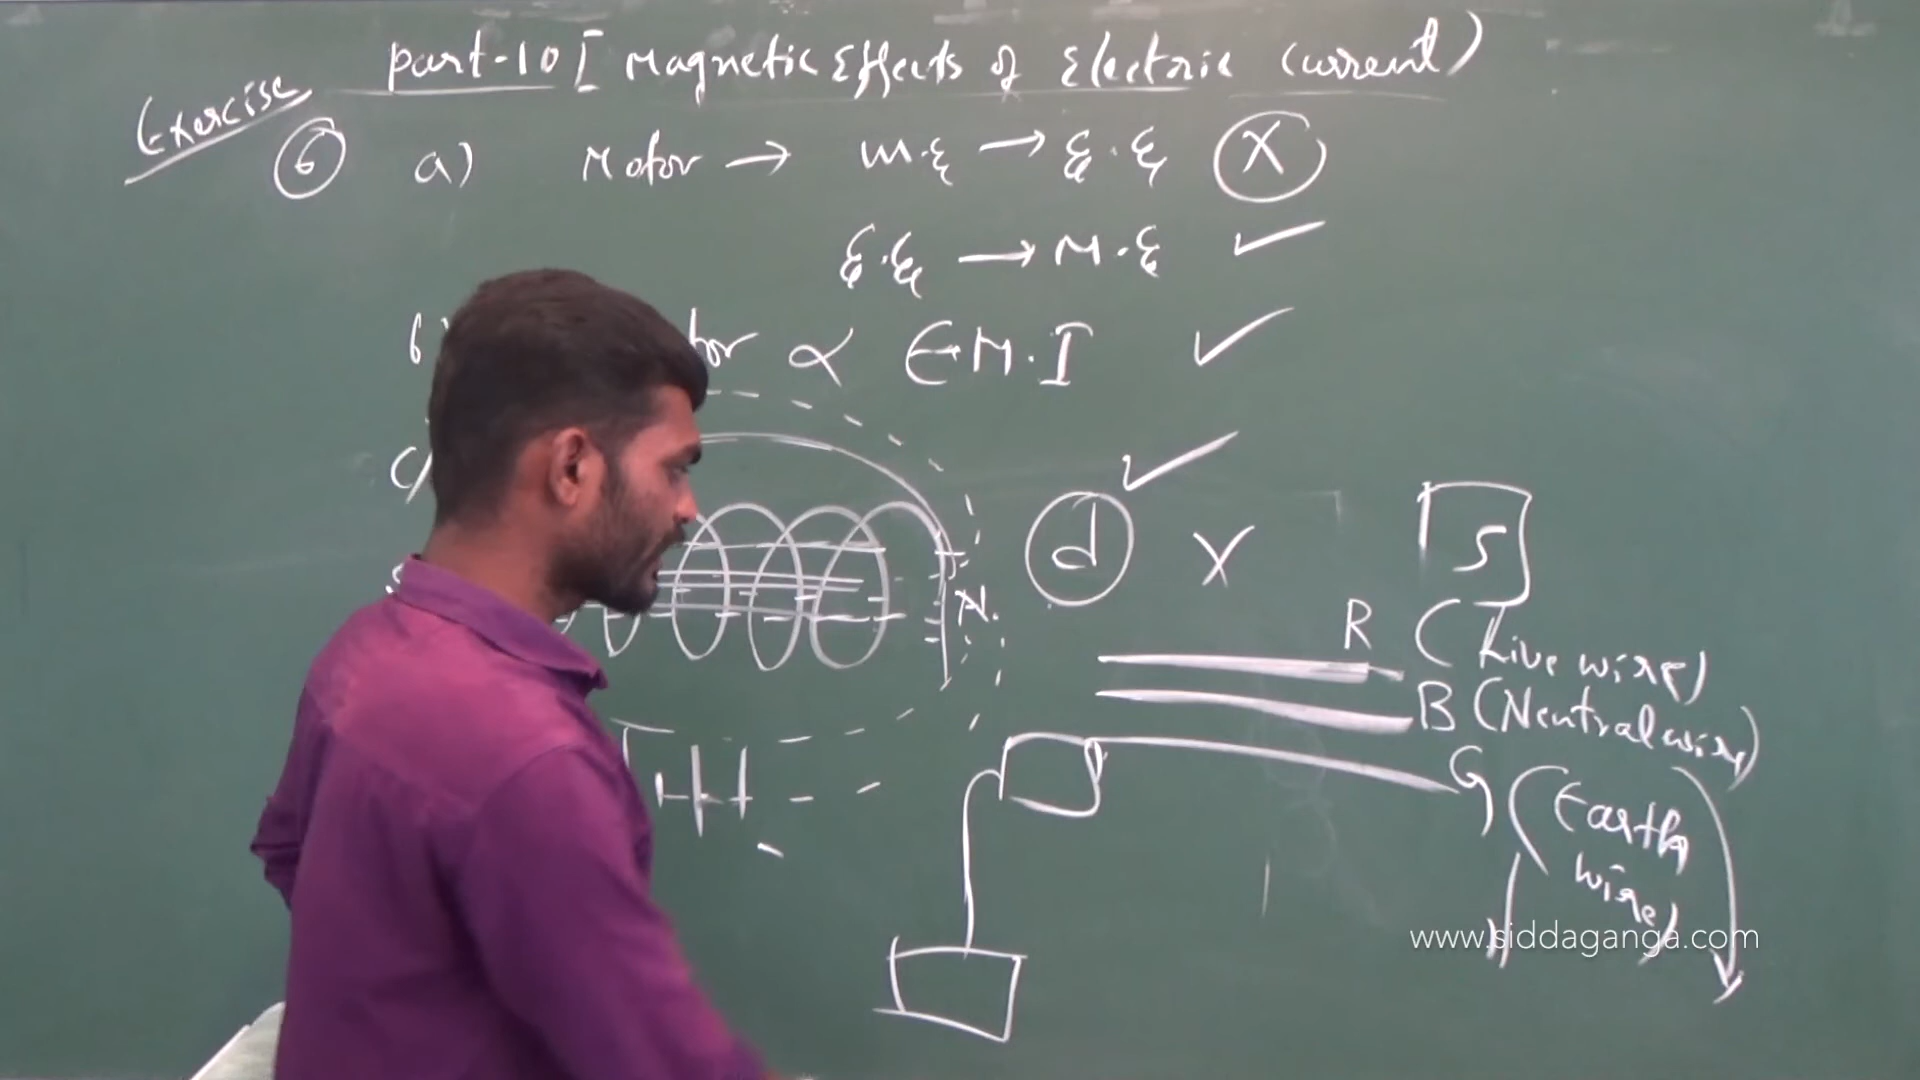 part-10 [ Magnetic Effects of Electric Current)
Exercise
6 a) Motor → M.E → E.E X
E.E → M.E ✓
∝ E.M.I ✓
d ✓ X
S
N.
R (Live wire)
B (Neutral wire)
G (Earth
wire)
www.siddaganga.com